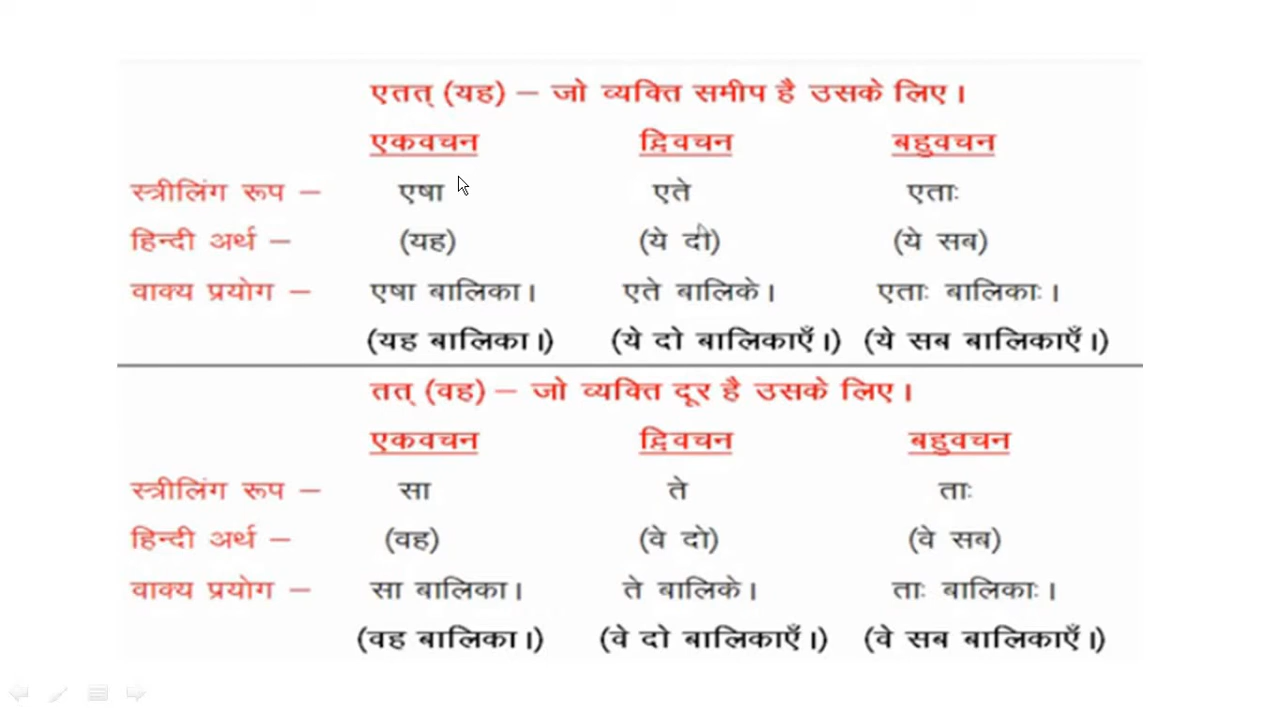 एतत् (यह) – जो व्यक्ति समीप है उसके लिए।
एकवचन द्विवचन बहुवचन
स्त्रीलिंग रूप – एषा एते एताः
हिन्दी अर्थ – (यह) (ये दो) (ये सब)
वाक्य प्रयोग – एषा बालिका। एते बालिके। एताः बालिकाः।
(यह बालिका।) (ये दो बालिकाएँ।) (ये सब बालिकाएँ।)
तत् (वह) – जो व्यक्ति दूर है उसके लिए।
एकवचन द्विवचन बहुवचन
स्त्रीलिंग रूप – सा ते ताः
हिन्दी अर्थ – (वह) (वे दो) (वे सब)
वाक्य प्रयोग – सा बालिका। ते बालिके। ताः बालिकाः।
(वह बालिका।) (वे दो बालिकाएँ।) (वे सब बालिकाएँ।)